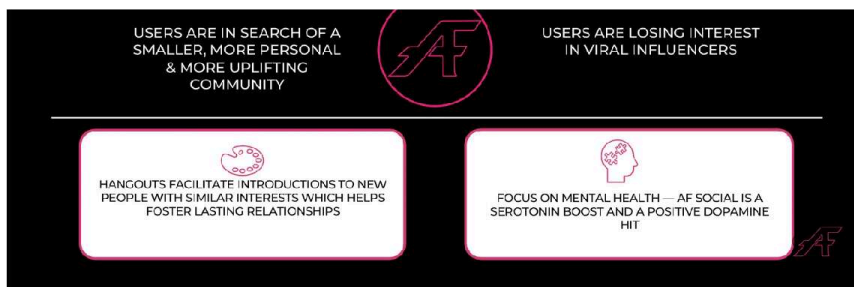 USERS ARE IN SEARCH OF A
SMALLER, MORE PERSONAL
& MORE UPLIFTING
COMMUNITY
AF
USERS ARE LOSING INTEREST
IN VIRAL INFLUENCERS
HANGOUTS FACILITATE INTRODUCTIONS TO NEW
PEOPLE WITH SIMILAR INTERESTS WHICH HELPS
FOSTER LASTING RELATIONSHIPS
FOCUS ON MENTAL HEALTH — AF SOCIAL IS A
SEROTONIN BOOST AND A POSITIVE DOPAMINE
HIT
AF